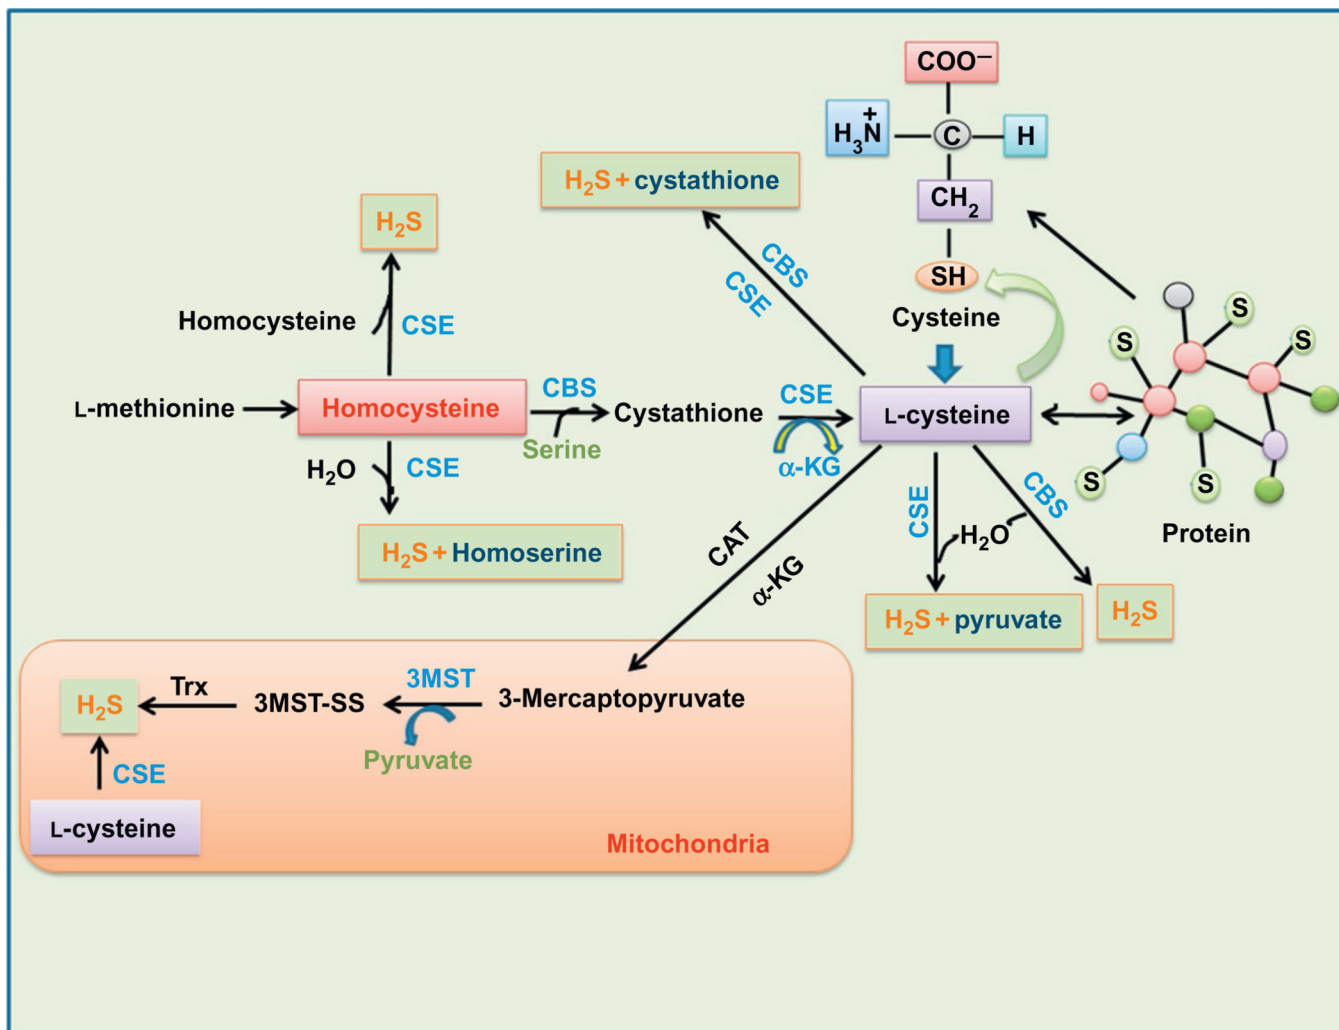 COO⁻
H₃N⁺
C
H
CH₂
SH
Cysteine
H₂S + cystathione
CBS
CSE
H₂S
Homocysteine
CSE
S
S
S
L-methionine
Homocysteine
CBS
Serine
Cystathione
CSE
α-KG
L-cysteine
H₂O
CSE
H₂S + Homoserine
CAT
α-KG
CSE
H₂O
CBS
S
S
Protein
H₂S + pyruvate
H₂S
H₂S
Trx
3MST-SS
3MST
Pyruvate
3-Mercaptopyruvate
CSE
L-cysteine
Mitochondria